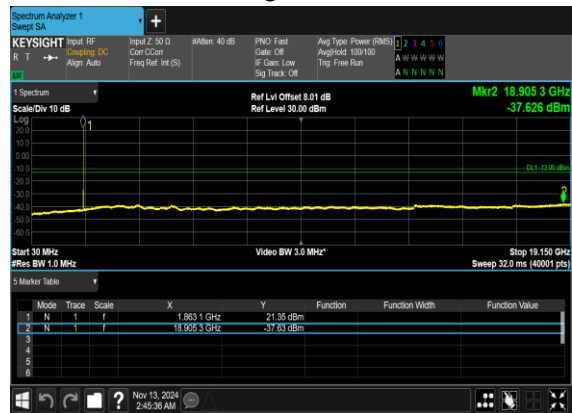 Spectrum Analyzer 1
Swept SA
+
KEYSIGHT Input: RF Input Z: 50 Ω #Atten: 40 dB PNO: Fast Avg Type: Power (RMS) 1 2 3 4 5 6
R T Coupling: DC Corr CCorr Gate: Off Avg|Hold: 100/100 A W W W W W
Align: Auto Freq Ref: Int (S) IF Gain: Low Trig: Free Run
Sig Track: Off A N N N N N
1 Spectrum Ref Lvl Offset 8.01 dB Mkr2 18.905 3 GHz
Scale/Div 10 dB Ref Level 30.00 dBm -37.626 dBm
Log
1
20.0
10.0
0.00
-10.0 DL1 -13.00 dBm
-20.0
-30.0 2
-40.0
-50.0
-60.0
Start 30 MHz Video BW 3.0 MHz* Stop 19.150 GHz
#Res BW 1.0 MHz Sweep 32.0 ms (40001 pts)
5 Marker Table
Mode Trace Scale X Y Function Function Width Function Value
1 N 1 f 1.863 1 GHz 21.35 dBm
2 N 1 f 18.905 3 GHz -37.63 dBm
3
4
5
6
? Nov 13, 2024
2:45:36 AM